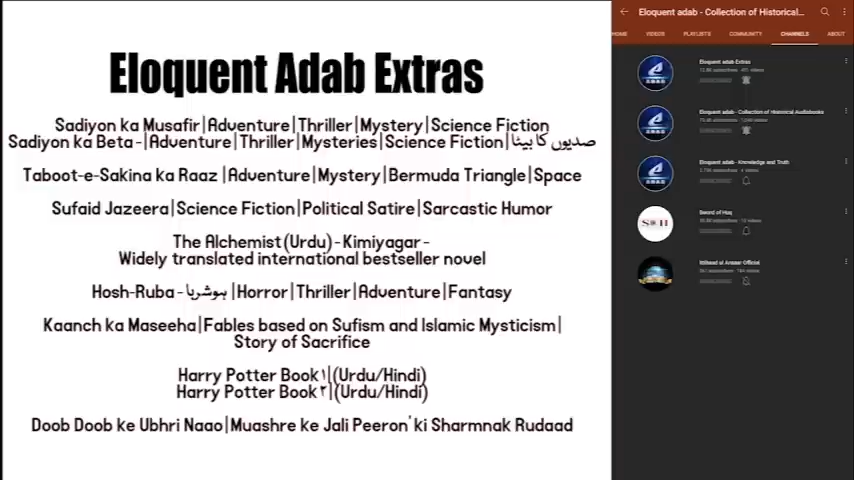 Eloquent Adab Extras
Sadiyon ka Musafir|Adventure|Thriller|Mystery|Science Fiction
Sadiyon ka Beta -|Adventure|Thriller|Mysteries|Science Fiction|صدیوں کا بیٹا
Taboot-e-Sakina ka Raaz |Adventure|Mystery|Bermuda Triangle|Space
Sufaid Jazeera|Science Fiction|Political Satire|Sarcastic Humor
The Alchemist(Urdu)-Kimiyagar -
Widely translated international bestseller novel
Hosh-Ruba -ہوشربا |Horror|Thriller|Adventure|Fantasy
Kaanch ka Maseeha|Fables based on Sufism and Islamic Mysticism|
Story of Sacrifice
Harry Potter Book ۱|(Urdu/Hindi)
Harry Potter Book ۲|(Urdu/Hindi)
Doob Doob ke Ubhri Naao|Muashre ke Jali Peeron'ki Sharmnak Rudaad
Eloquent adab - Collection of Historical...
HOME VIDEOS PLAYLISTS COMMUNITY CHANNELS ABOUT
Eloquent adab Extras
Eloquent adab - Collection of Historical Audiobooks
Eloquent adab - Knowledge and Truth
Sword of Haq
Ittihead ul Ansaar Official